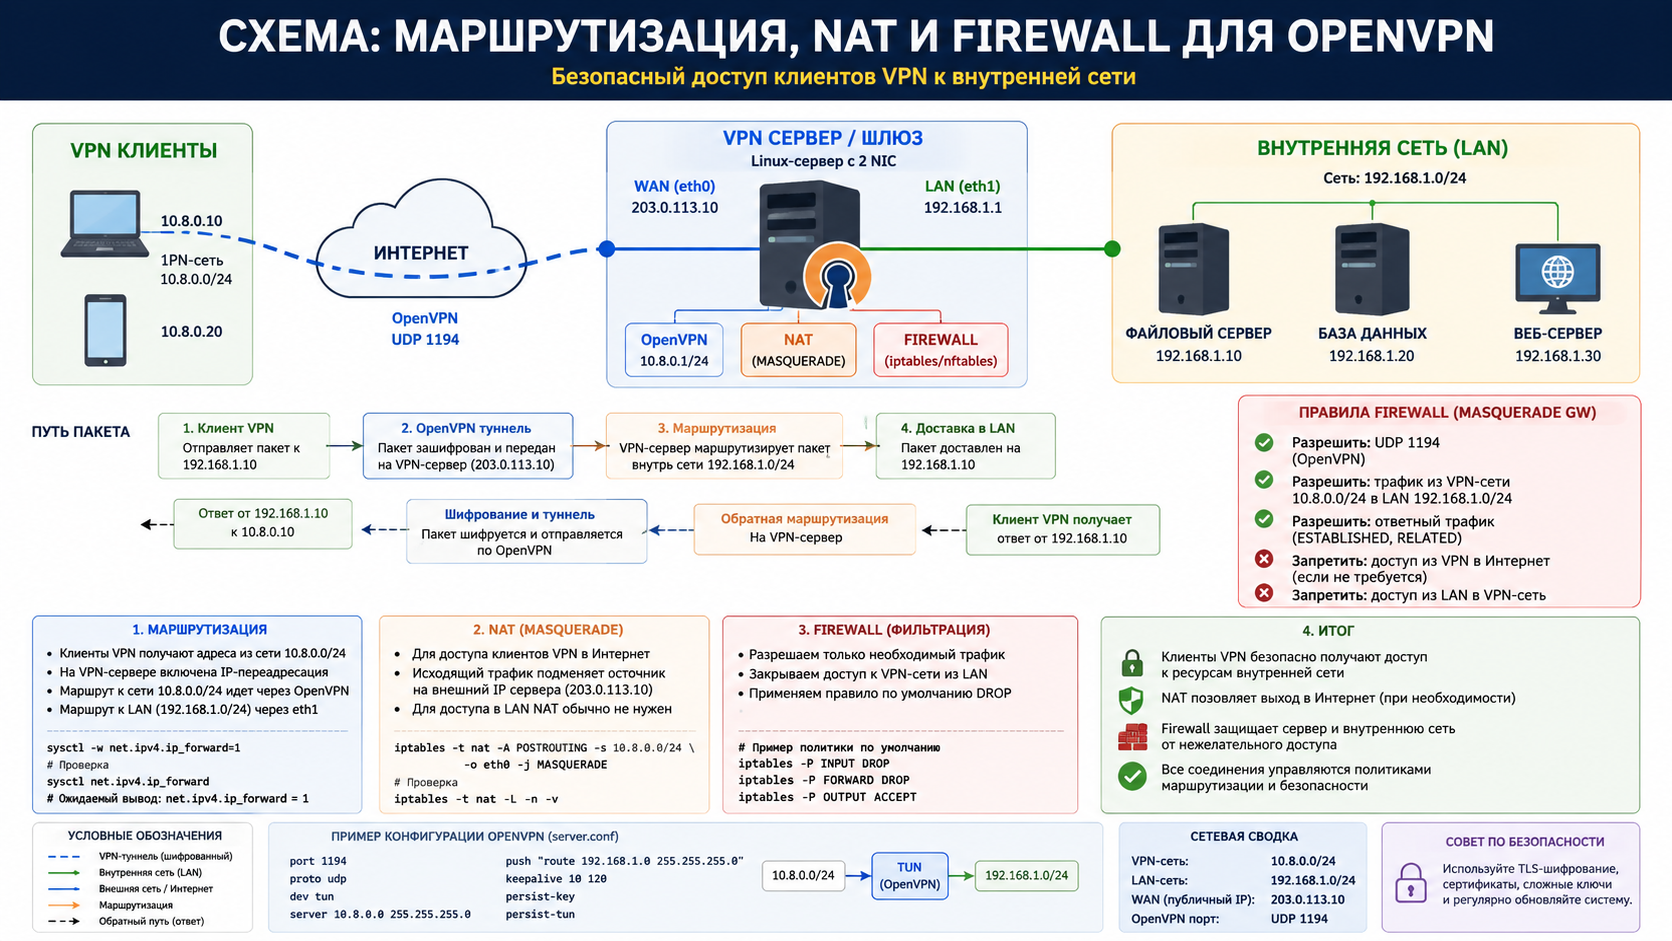 СХЕМА: МАРШРУТИЗАЦИЯ, NAT И FIREWALL ДЛЯ OPENVPN
Безопасный доступ клиентов VPN к внутренней сети
VPN КЛИЕНТЫ
10.8.0.10
1PN-сеть
10.8.0.0/24
10.8.0.20
ИНТЕРНЕТ
OpenVPN
UDP 1194
VPN СЕРВЕР / ШЛЮЗ
Linux-сервер с 2 NIC
WAN (eth0)
203.0.113.10
LAN (eth1)
192.168.1.1
OpenVPN
10.8.0.1/24
NAT
(MASQUERADE)
FIREWALL
(iptables/nftables)
ВНУТРЕННЯЯ СЕТЬ (LAN)
Сеть: 192.168.1.0/24
ФАЙЛОВЫЙ СЕРВЕР
192.168.1.10
БАЗА ДАННЫХ
192.168.1.20
ВЕБ-СЕРВЕР
192.168.1.30
ПУТЬ ПАКЕТА
1. Клиент VPN
Отправляет пакет к
192.168.1.10
2. OpenVPN туннель
Пакет зашифрован и передан
на VPN-сервер (203.0.113.10)
3. Маршрутизация
VPN-сервер маршрутизирует пакет
внутрь сети 192.168.1.0/24
4. Доставка в LAN
Пакет доставлен на
192.168.1.10
Ответ от 192.168.1.10
к 10.8.0.10
Шифрование и туннель
Пакет шифруется и отправляется
по OpenVPN
Обратная маршрутизация
На VPN-сервер
Клиент VPN получает
ответ от 192.168.1.10
ПРАВИЛА FIREWALL (MASQUERADE GW)
Разрешить: UDP 1194
(OpenVPN)
Разрешить: трафик из VPN-сети
10.8.0.0/24 в LAN 192.168.1.0/24
Разрешить: ответный трафик
(ESTABLISHED, RELATED)
Запретить: доступ из VPN в Интернет
(если не требуется)
Запретить: доступ из LAN в VPN-сеть
1. МАРШРУТИЗАЦИЯ
• Клиенты VPN получают адреса из сети 10.8.0.0/24
• На VPN-сервере включена IP-переадресация
• Маршрут к сети 10.8.0.0/24 идет через OpenVPN
• Маршрут к LAN (192.168.1.0/24) через eth1
sysctl -w net.ipv4.ip_forward=1
# Проверка
sysctl net.ipv4.ip_forward
# Ожидаемый вывод: net.ipv4.ip_forward = 1
2. NAT (MASQUERADE)
• Для доступа клиентов VPN в Интернет
• Исходящий трафик подменяет осточник
на внешний IP сервера (203.0.113.10)
• Для доступа в LAN NAT обычно не нужен
iptables -t nat -A POSTROUTING -s 10.8.0.0/24 \
-o eth0 -j MASQUERADE
# Проверка
iptables -t nat -L -n -v
3. FIREWALL (ФИЛЬТРАЦИЯ)
• Разрешаем только необходимый трафик
• Закрываем доступ к VPN-сети из LAN
• Применяем правило по умолчанию DROP
# Пример политики по умолчанию
iptables -P INPUT DROP
iptables -P FORWARD DROP
iptables -P OUTPUT ACCEPT
4. ИТОГ
Клиенты VPN безопасно получают доступ
к ресурсам внутренней сети
NAT позволяет выход в Интернет (при необходимости)
Firewall защищает сервер и внутреннюю сеть
от нежелательного доступа
Все соединения управляются политиками
маршрутизации и безопасности
УСЛОВНЫЕ ОБОЗНАЧЕНИЯ
VPN-туннель (шифрованный)
Внутренняя сеть (LAN)
Внешняя сеть / Интернет
Маршрутизация
Обратный путь (ответ)
ПРИМЕР КОНФИГУРАЦИИ OPENVPN (server.conf)
port 1194
proto udp
dev tun
server 10.8.0.0 255.255.255.0
push "route 192.168.1.0 255.255.255.0"
keepalive 10 120
persist-key
persist-tun
10.8.0.0/24
TUN
(OpenVPN)
192.168.1.0/24
СЕТЕВАЯ СВОДКА
VPN-сеть: 10.8.0.0/24
LAN-сеть: 192.168.1.0/24
WAN (публичный IP): 203.0.113.10
OpenVPN порт: UDP 1194
СОВЕТ ПО БЕЗОПАСНОСТИ
Используйте TLS-шифрование,
сертификаты, сложные ключи
и регулярно обновляйте систему.